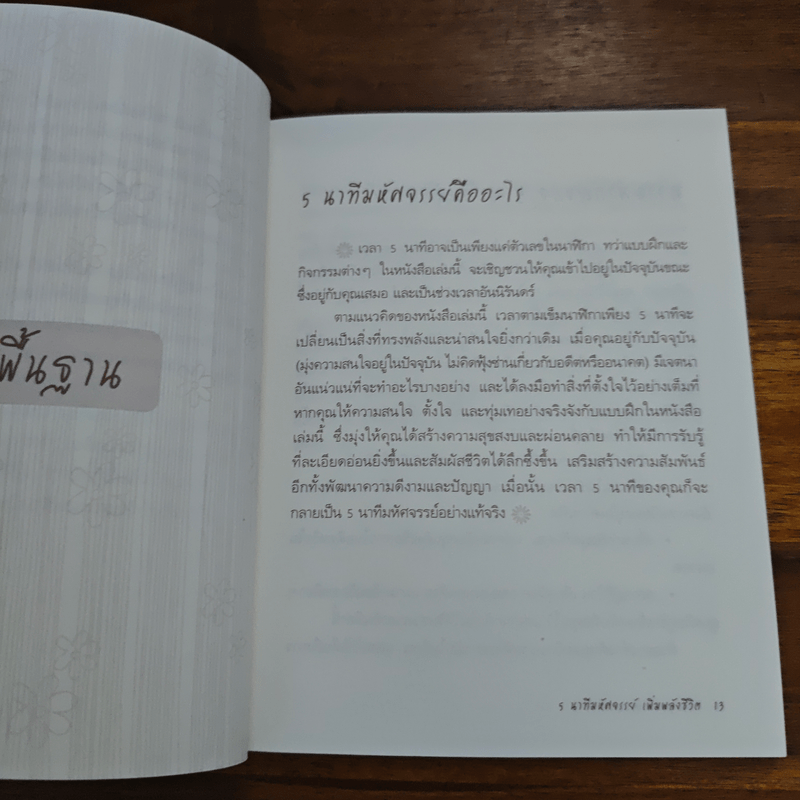 พื้นฐาน
5 นาทีมหัศจรรย์คืออะไร
เวลา 5 นาทีอาจเป็นเพียงแค่ตัวเลขในนาฬิกา ทว่าแบบฝึกและ
กิจกรรมต่างๆ ในหนังสือเล่มนี้ จะเชิญชวนให้คุณเข้าไปอยู่ในปัจจุบันขณะ
ซึ่งอยู่กับคุณเสมอ และเป็นช่วงเวลาอันนิรันดร์
ตามแนวคิดของหนังสือเล่มนี้ เวลาตามเข็มนาฬิกาเพียง 5 นาทีจะ
เปลี่ยนเป็นสิ่งที่ทรงพลังและน่าสนใจยิ่งกว่าเดิม เมื่อคุณอยู่กับปัจจุบัน
(มุ่งความสนใจอยู่ในปัจจุบัน ไม่คิดฟุ้งซ่านเกี่ยวกับอดีตหรืออนาคต) มีเจตนา
อันแน่วแน่ที่จะทำอะไรบางอย่าง และได้ลงมือทำสิ่งที่ตั้งใจไว้อย่างเต็มที่
หากคุณให้ความสนใจ ตั้งใจ และทุ่มเทอย่างจริงจังกับแบบฝึกในหนังสือ
เล่มนี้ ซึ่งมุ่งให้คุณได้สร้างความสุขสงบและผ่อนคลาย ทำให้มีการรับรู้
ที่ละเอียดอ่อนยิ่งขึ้นและสัมผัสชีวิตได้ลึกซึ้งขึ้น เสริมสร้างความสัมพันธ์
อีกทั้งพัฒนาความดีงามและปัญญา เมื่อนั้น เวลา 5 นาทีของคุณก็จะ
กลายเป็น 5 นาทีมหัศจรรย์อย่างแท้จริง
5 นาทีมหัศจรรย์ เพิ่มพลังชีวิต 13